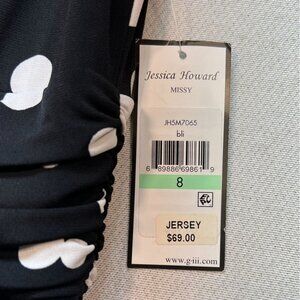 Jessica Howard
MISSY
JH5M7065
bli
6 89886 69861 9
8
JERSEY
$69.00
www.g-iii.com